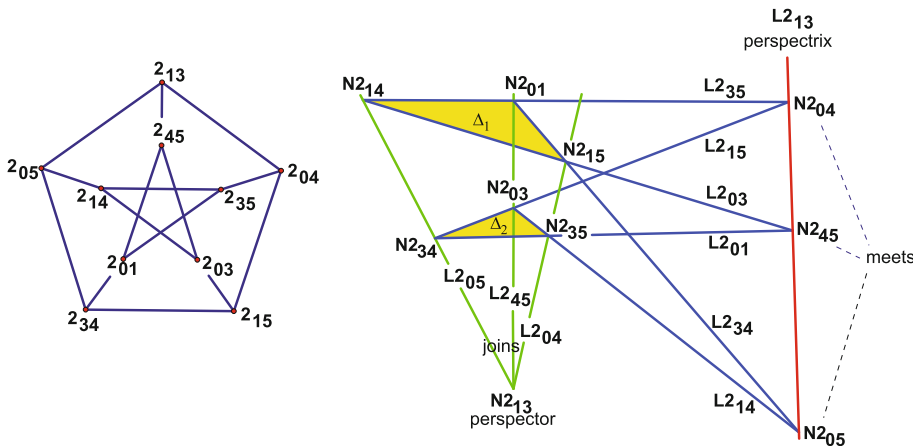 2₁₃
2₄₅
2₀₅
2₁₄
2₃₅
2₀₄
2₀₁
2₀₃
2₃₄
2₁₅
L2₁₃
perspectrix
N2₁₄
N2₀₁
L2₃₅
N2₀₄
Δ₁
N2₁₅
L2₁₅
N2₀₃
L2₀₃
Δ₂
N2₃₅
N2₄₅
N2₃₄
L2₀₁
meets
L2₀₅
L2₄₅
L2₃₄
L2₀₄
joins
L2₁₄
N2₁₃
perspector
N2₀₅